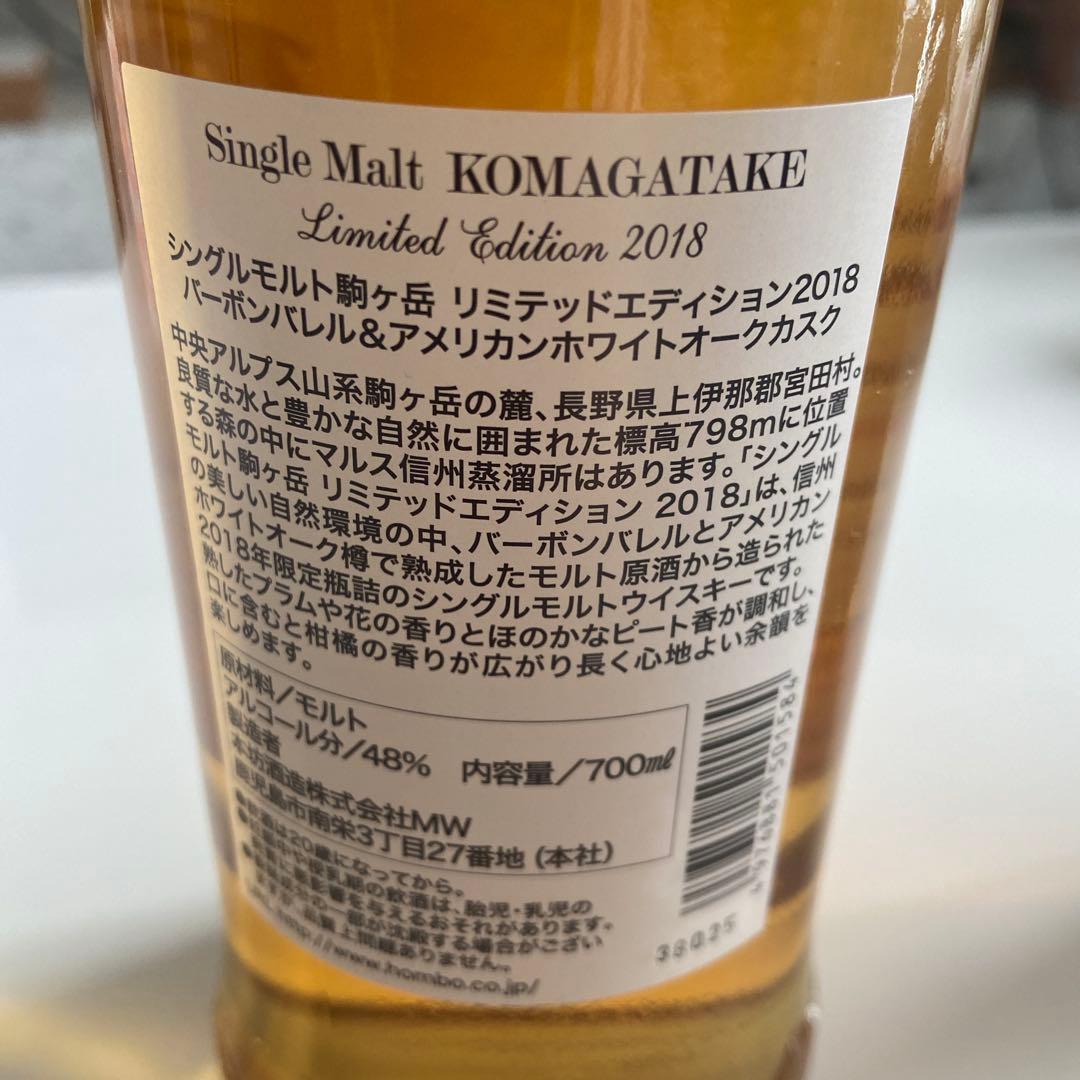 Single Malt KOMAGATAKE
Limited Edition 2018
シングルモルト駒ヶ岳 リミテッドエディション2018
バーボンバレル&アメリカンホワイトオークカスク
中央アルプス山系駒ヶ岳の麓、長野県上伊那郡宮田村。
良質な水と豊かな自然に囲まれた標高798mに位置
する森の中にマルス信州蒸溜所はあります。「シングル
モルト駒ヶ岳 リミテッドエディション 2018」は、信州
の美しい自然環境の中、バーボンバレルとアメリカン
ホワイトオーク樽で熟成したモルト原酒から造られた
2018年限定瓶詰のシングルモルトウイスキーです。
熟したプラムや花の香りとほのかなピート香が調和し、
口に含むと柑橘の香りが広がり長く心地よい余韻を
楽しめます。
原材料/モルト
アルコール分/48% 内容量/700ml
製造者
本坊酒造株式会社MW
鹿児島市南栄3丁目27番地(本社)
●飲酒は20歳になってから。
●妊娠中や授乳期の飲酒は、胎児・乳児の
に悪影響を与えるおそれがあります。
の一部が沈殿する場合がござい
品質上問題ありません。
http://www.hombo.co.jp/
4976881501584
38025